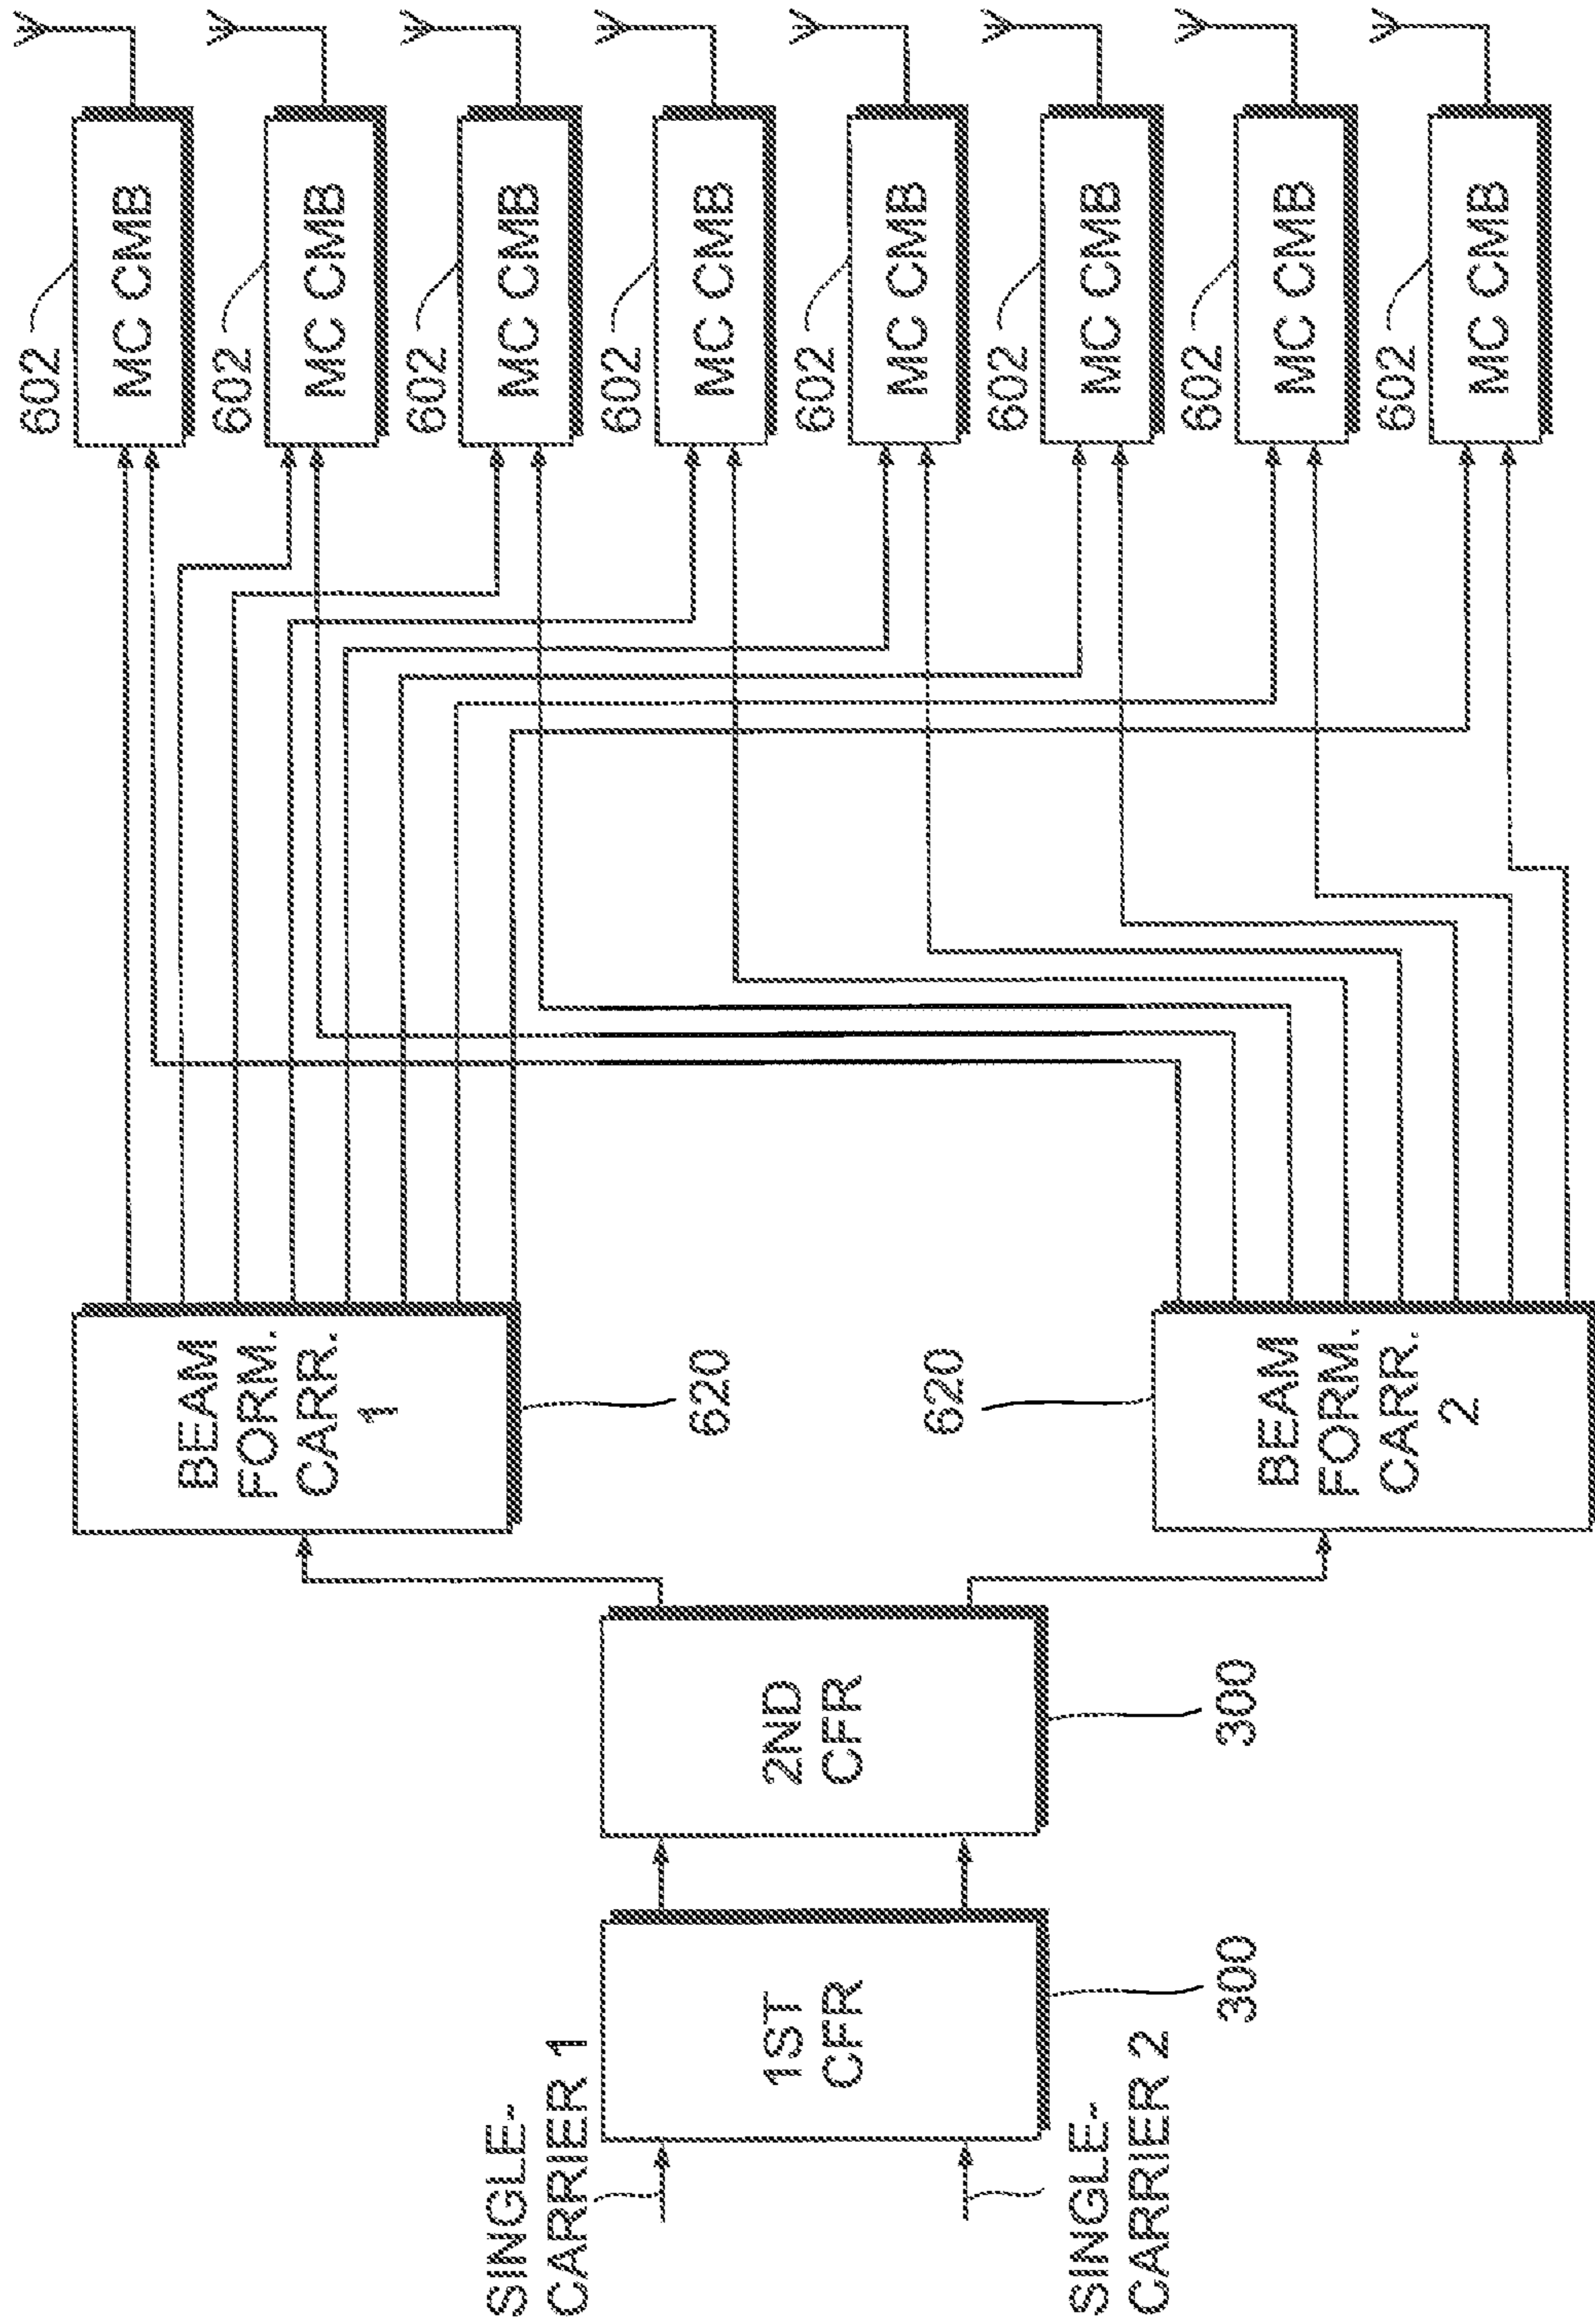 SINGLE-
CARRIER 1
SINGLE-
CARRIER 2
1ST
CFR
300
2ND
CFR
300
BEAM
FORM.
CARR.
1
620
BEAM
FORM.
CARR.
2
620
602
MC CMB
602
MC CMB
602
MC CMB
602
MC CMB
602
MC CMB
602
MC CMB
602
MC CMB
602
MC CMB